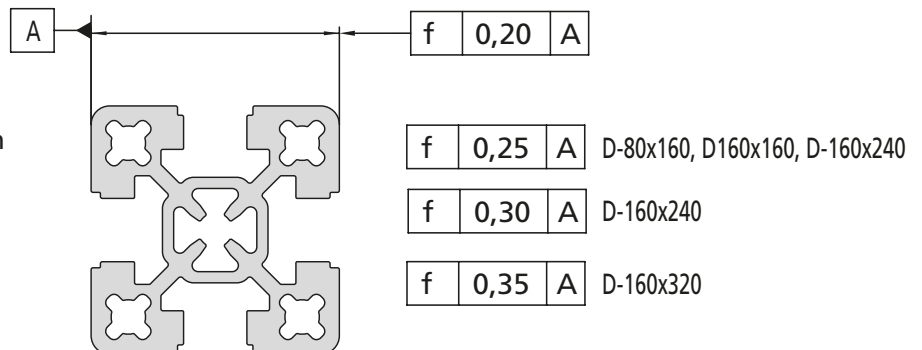 A f 0,20 A
n
f 0,25 A D-80x160, D160x160, D-160x240
f 0,30 A D-160x240
f 0,35 A D-160x320